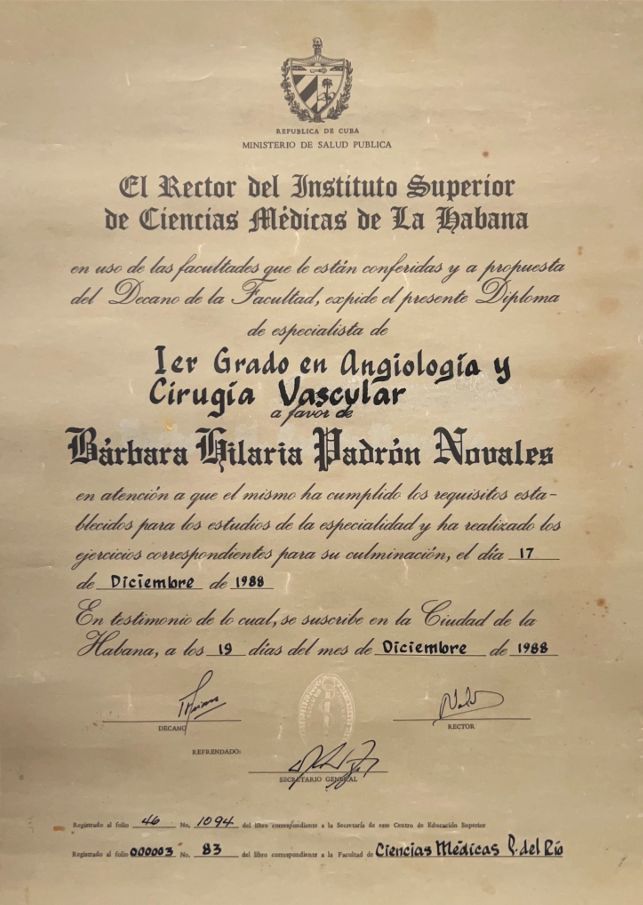 REPUBLICA DE CUBA
MINISTERIO DE SALUD PUBLICA
El Rector del Instituto Superior
de Ciencias Médicas de La Habana
en uso de las facultades que le están conferidas y a propuesta
del Decano de la Facultad, expide el presente Diploma
de especialista de
Ier Grado en Angiología y
Cirugía Vascular
a favor de
Bárbara Hilaria Padrón Novales
en atención a que el mismo ha cumplido los requisitos esta-
blecidos para los estudios de la especialidad y ha realizado los
ejercicios correspondientes para su culminación, el día 17
de Diciembre de 1988
En testimonio de lo cual, se suscribe en la Ciudad de la
Habana, a los 19 días del mes de Diciembre de 1988
DECANO
RECTOR
REFRENDADO:
SECRETARIO GENERAL
Registrado al folio 46 No. 1094 del libro correspondiente a la Secretaría de este Centro de Educación Superior
Registrado al folio 000003 No. 83 del libro correspondiente a la Facultad de Ciencias Médicas P. del Río